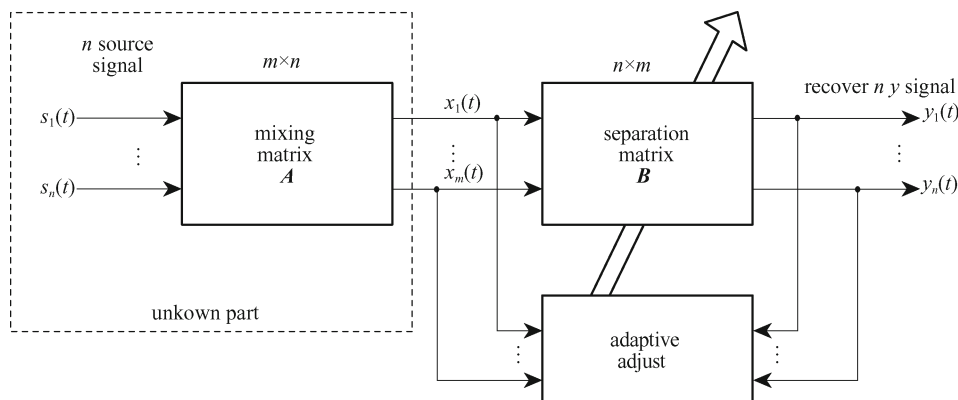 n source
signal
m×n
s₁(t)
⋮
sₙ(t)
mixing
matrix
A
unkown part
x₁(t)
⋮
xₘ(t)
n×m
separation
matrix
B
recover n y signal
y₁(t)
⋮
yₙ(t)
adaptive
adjust
⋮
⋮